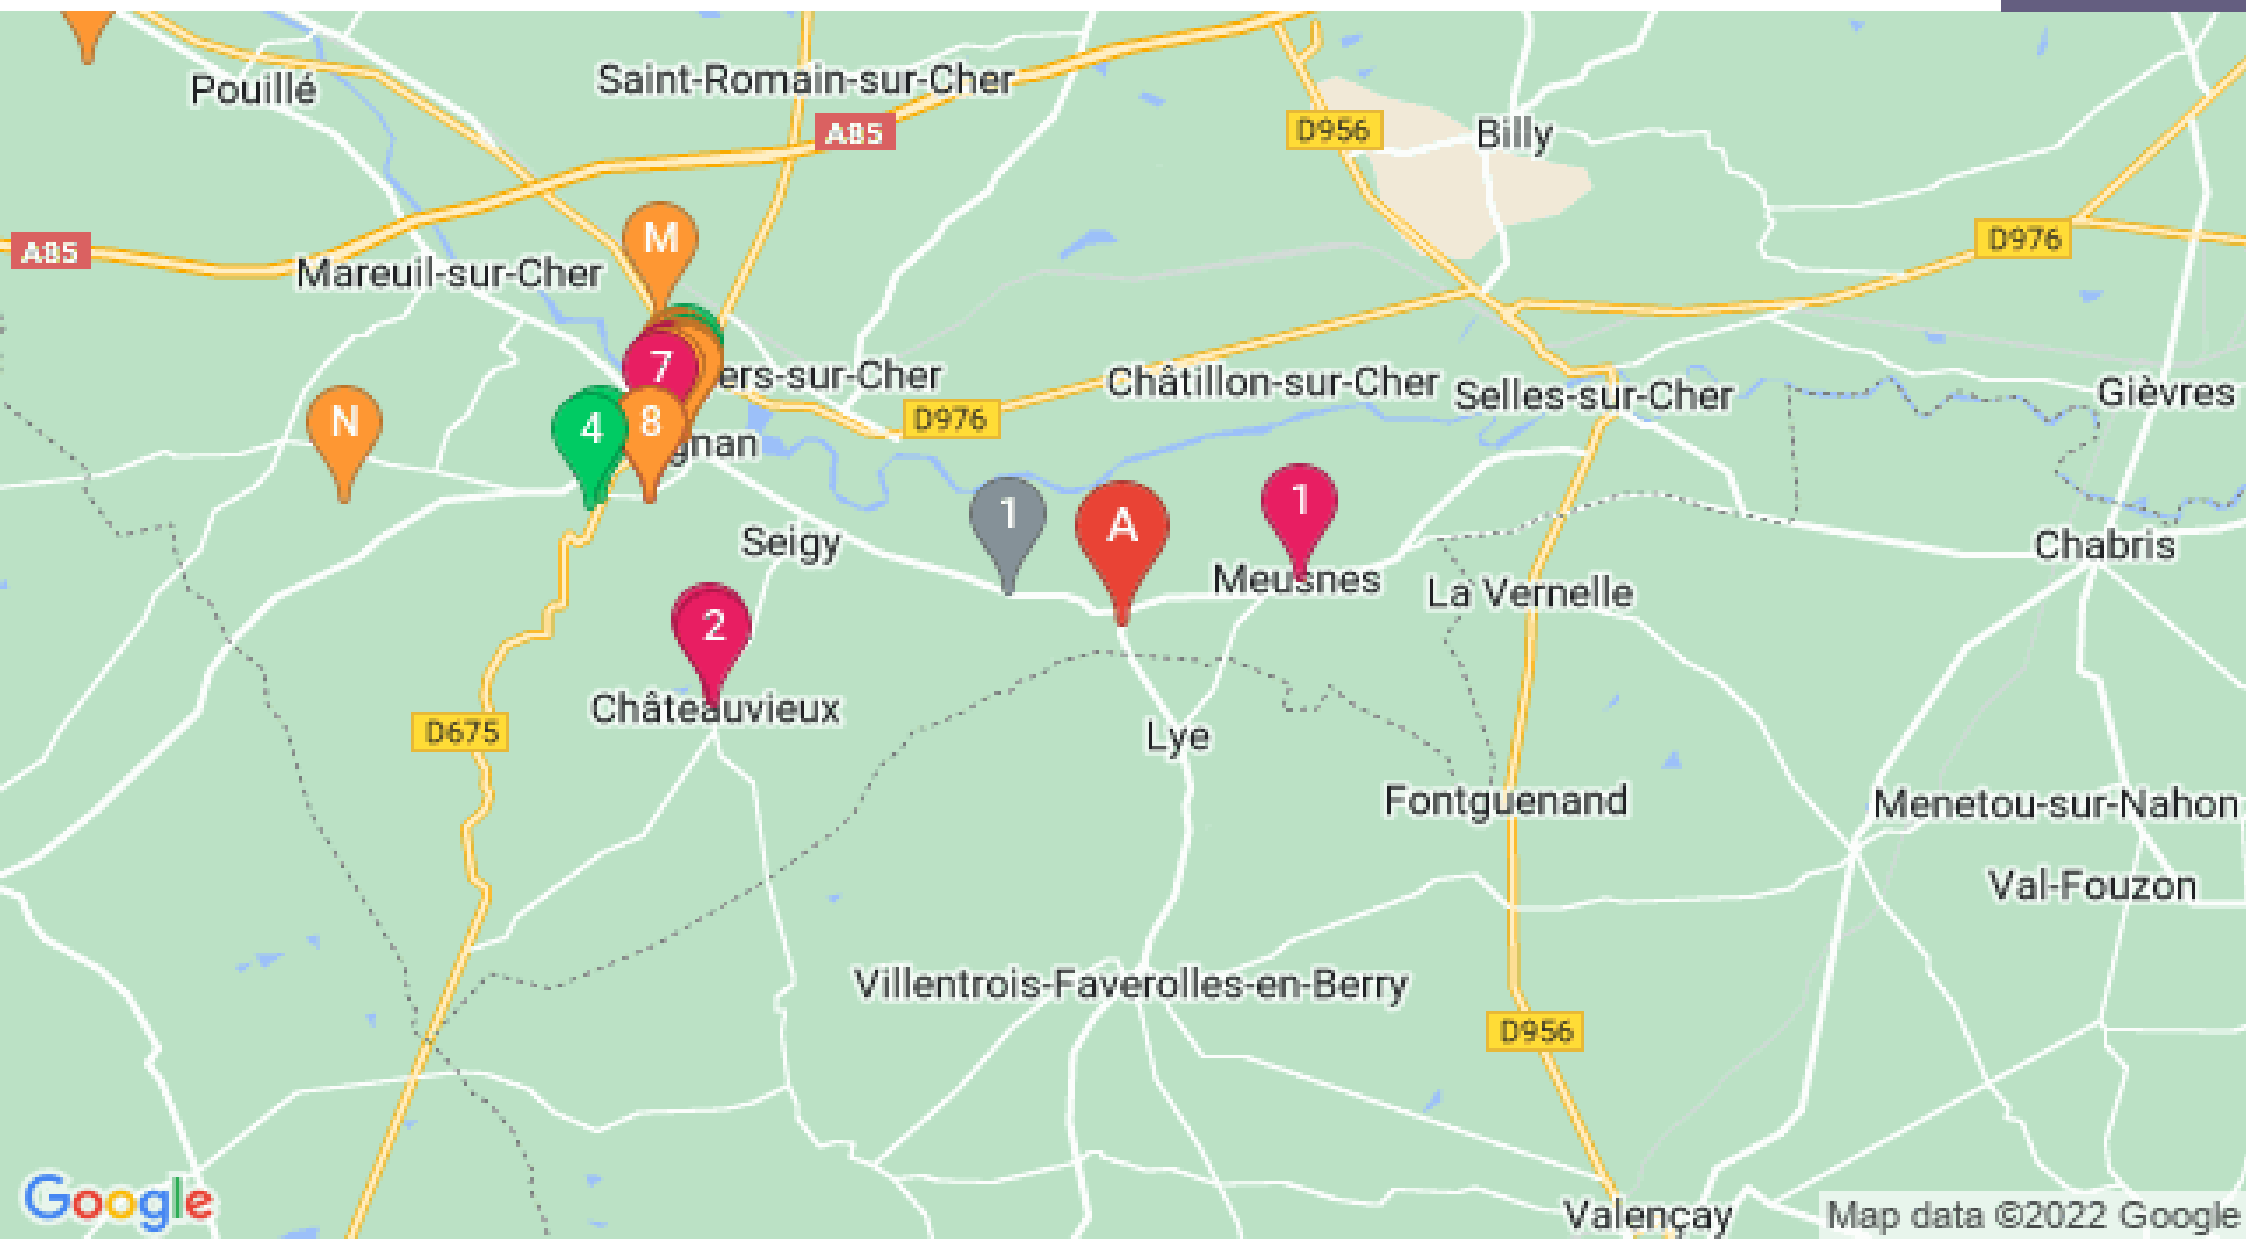 Pouillé
Saint-Romain-sur-Cher
A85
D956
Billy
M
D976
A85
Mareuil-sur-Cher
7
ers-sur-Cher
Châtillon-sur-Cher
Selles-sur-Cher
Gièvres
N
4
8
gnan
D976
1
A
1
Seigy
Meusnes
La Vernelle
Chabris
2
Châteauvieux
D675
Lye
Fontguenand
Menetou-sur-Nahon
Val-Fouzon
Villentrois-Faverolles-en-Berry
D956
Google
Valençay
Map data ©2022 Google